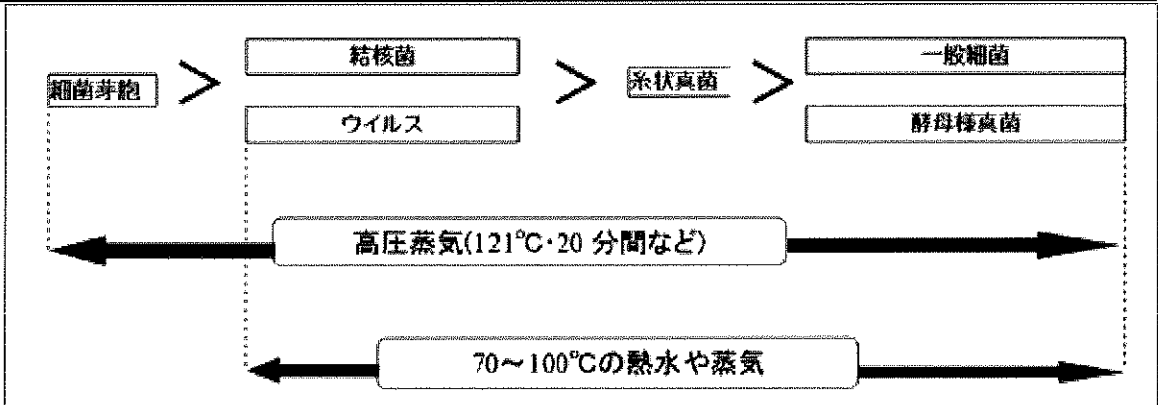 細菌芽胞 > 結核菌 > 糸状真菌 > 一般細菌
ウイルス
酵母様真菌
高圧蒸気(121℃・20分間など)
70～100℃の熱水や蒸気